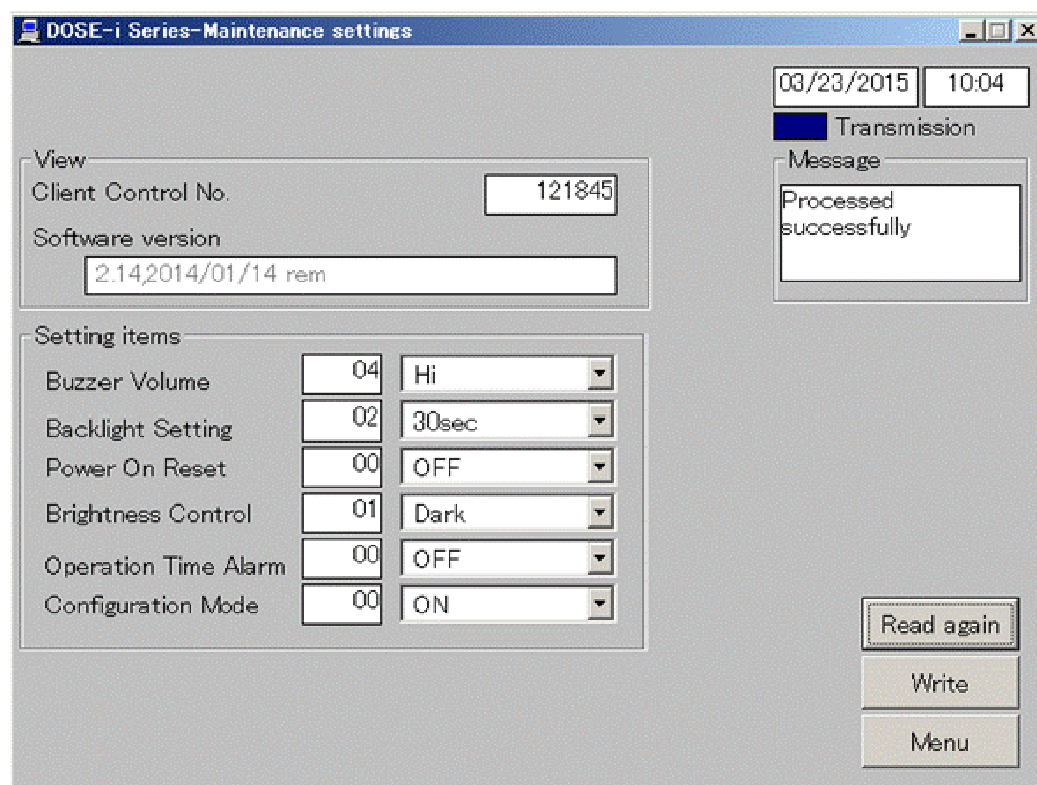 DOSE-i Series-Maintenance settings
03/23/2015 10:04
Transmission
View
Client Control No. 121845
Software version
2.14,2014/01/14 rem
Message
Processed
successfully
Setting items
Buzzer Volume 04 Hi
Backlight Setting 02 30sec
Power On Reset 00 OFF
Brightness Control 01 Dark
Operation Time Alarm 00 OFF
Configuration Mode 00 ON
Read again
Write
Menu